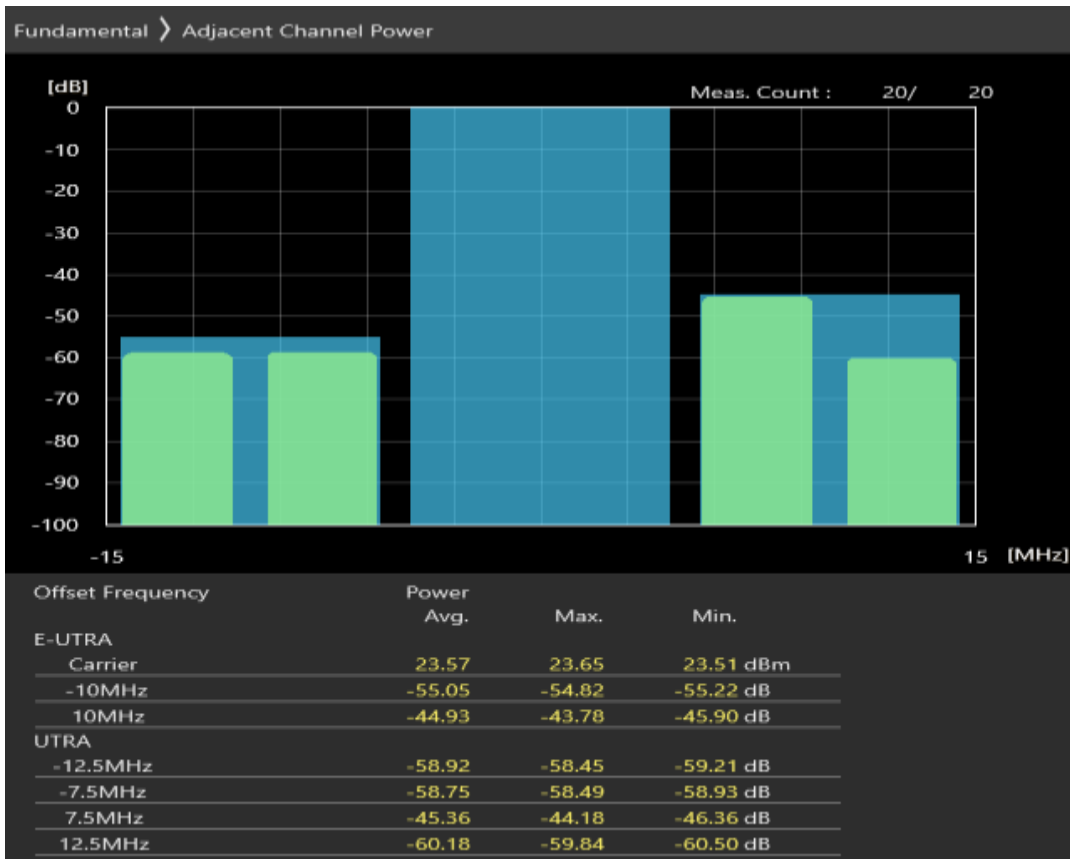 Fundamental ❯ Adjacent Channel Power
[dB]
Meas. Count : 20/ 20
0
-10
-20
-30
-40
-50
-60
-70
-80
-90
-100
-15 15 [MHz]
Offset Frequency Power
Avg. Max. Min.
E-UTRA
Carrier 23.57 23.65 23.51 dBm
-10MHz -55.05 -54.82 -55.22 dB
10MHz -44.93 -43.78 -45.90 dB
UTRA
-12.5MHz -58.92 -58.45 -59.21 dB
-7.5MHz -58.75 -58.49 -58.93 dB
7.5MHz -45.36 -44.18 -46.36 dB
12.5MHz -60.18 -59.84 -60.50 dB